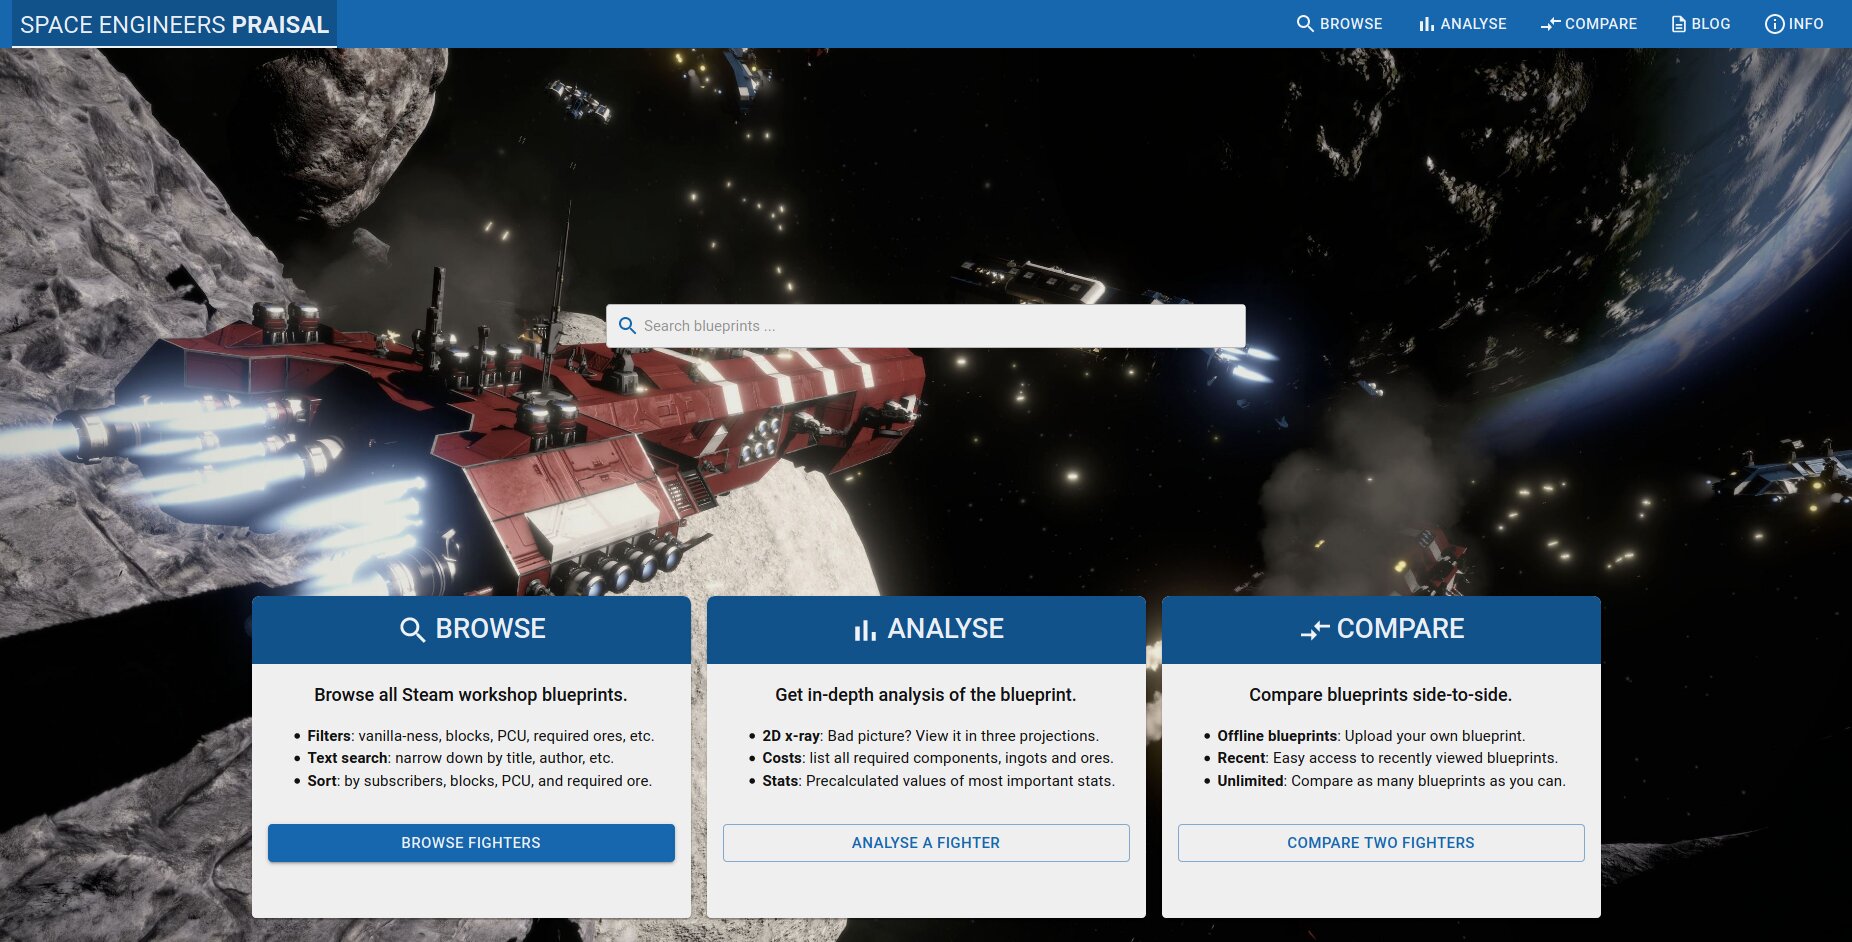 SPACE ENGINEERS PRAISAL
BROWSE
ANALYSE
COMPARE
BLOG
INFO
Search blueprints ...
BROWSE
Browse all Steam workshop blueprints.
• Filters: vanilla-ness, blocks, PCU, required ores, etc.
• Text search: narrow down by title, author, etc.
• Sort: by subscribers, blocks, PCU, and required ore.
BROWSE FIGHTERS
ANALYSE
Get in-depth analysis of the blueprint.
• 2D x-ray: Bad picture? View it in three projections.
• Costs: list all required components, ingots and ores.
• Stats: Precalculated values of most important stats.
ANALYSE A FIGHTER
COMPARE
Compare blueprints side-to-side.
• Offline blueprints: Upload your own blueprint.
• Recent: Easy access to recently viewed blueprints.
• Unlimited: Compare as many blueprints as you can.
COMPARE TWO FIGHTERS